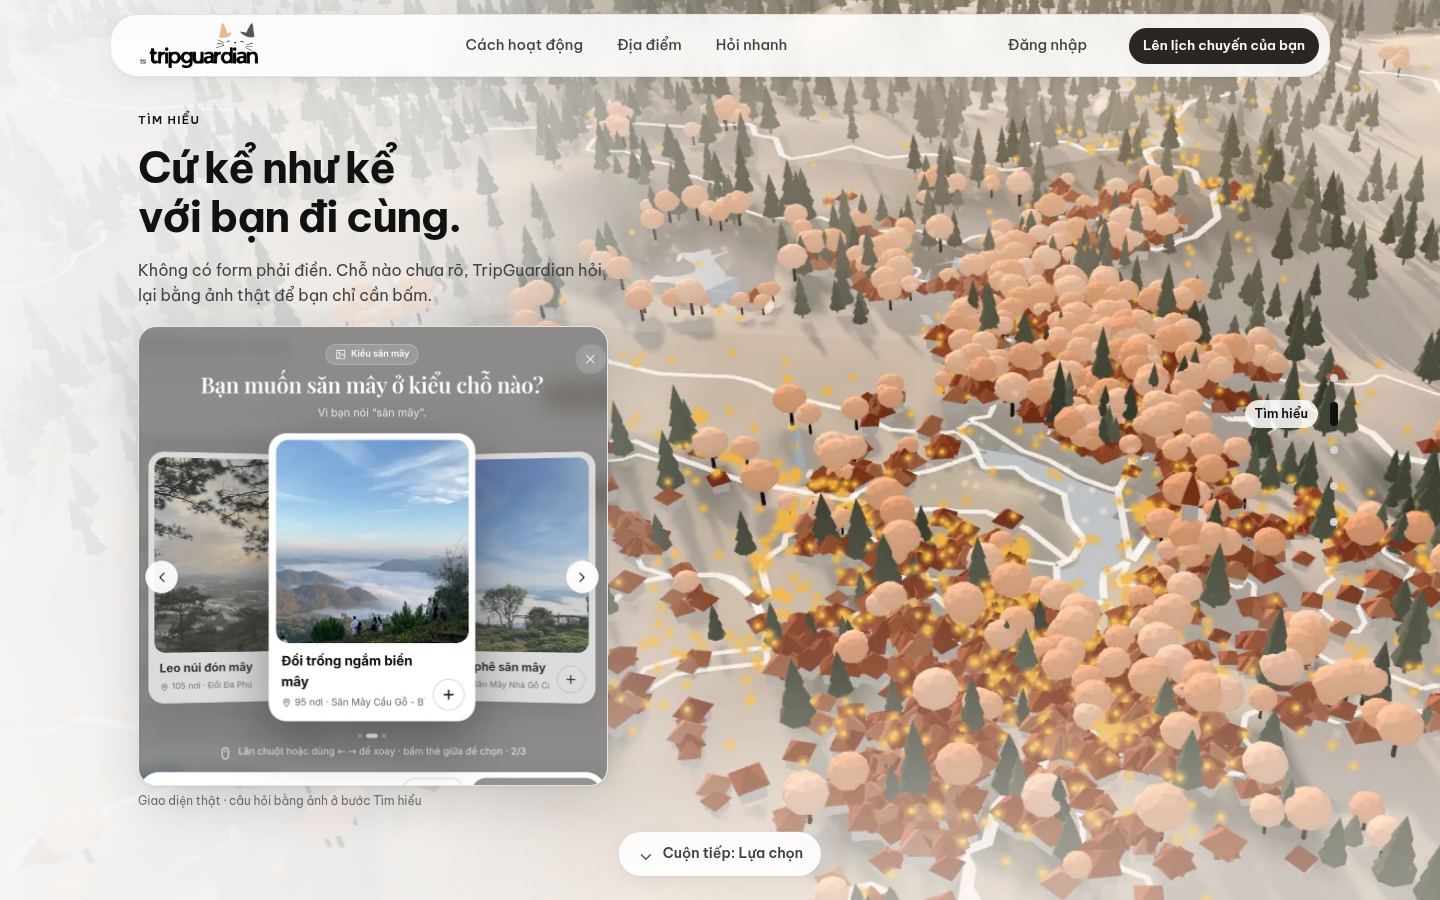 tripguardian
Cách hoạt động
Địa điểm
Hỏi nhanh
Đăng nhập
Lên lịch chuyến của bạn
TÌM HIỂU
Cứ kể như kể
với bạn đi cùng.
Không có form phải điền. Chỗ nào chưa rõ, TripGuardian hỏi
lại bằng ảnh thật để bạn chỉ cần bấm.
Kiểu săn mây
Bạn muốn săn mây ở kiểu chỗ nào?
Vì bạn nói "săn mây".
Leo núi đón mây
105 nơi · Đồi Đa Phú
Đồi trống ngắm biển
mây
95 nơi · Săn Mây Cầu Gỗ - B
phê săn mây
Săn Mây Nhà Gỗ
Lăn chuột hoặc dùng ← → để xoay · bấm thẻ giữa để chọn · 2/3
Giao diện thật · câu hỏi bằng ảnh ở bước Tìm hiểu
Tìm hiểu
Cuộn tiếp: Lựa chọn